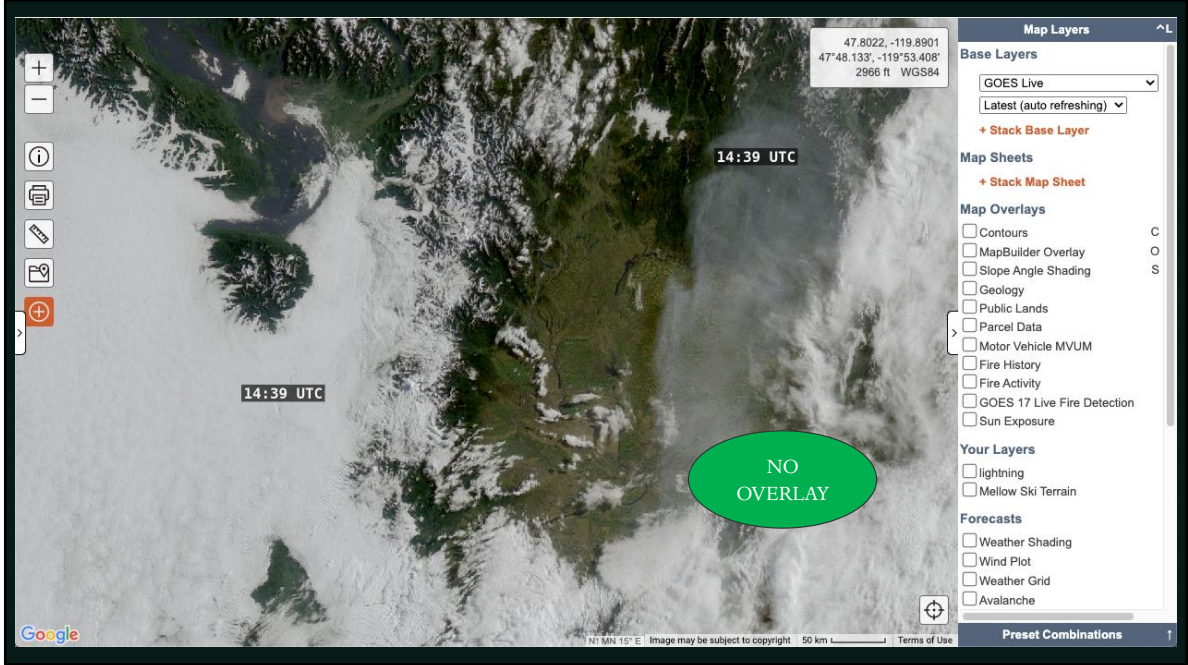 47.8022, -119.8901
47°48.133', -119°53.408'
2966 ft WGS84
14:39 UTC
14:39 UTC
NO
OVERLAY
Google
MN 15° E Image may be subject to copyright 50 km Terms of Use
Map Layers ^L
Base Layers
GOES Live
Latest (auto refreshing)
+ Stack Base Layer
Map Sheets
+ Stack Map Sheet
Map Overlays
Contours C
MapBuilder Overlay O
Slope Angle Shading S
Geology
Public Lands
Parcel Data
Motor Vehicle MVUM
Fire History
Fire Activity
GOES 17 Live Fire Detection
Sun Exposure
Your Layers
lightning
Mellow Ski Terrain
Forecasts
Weather Shading
Wind Plot
Weather Grid
Avalanche
Preset Combinations ↑